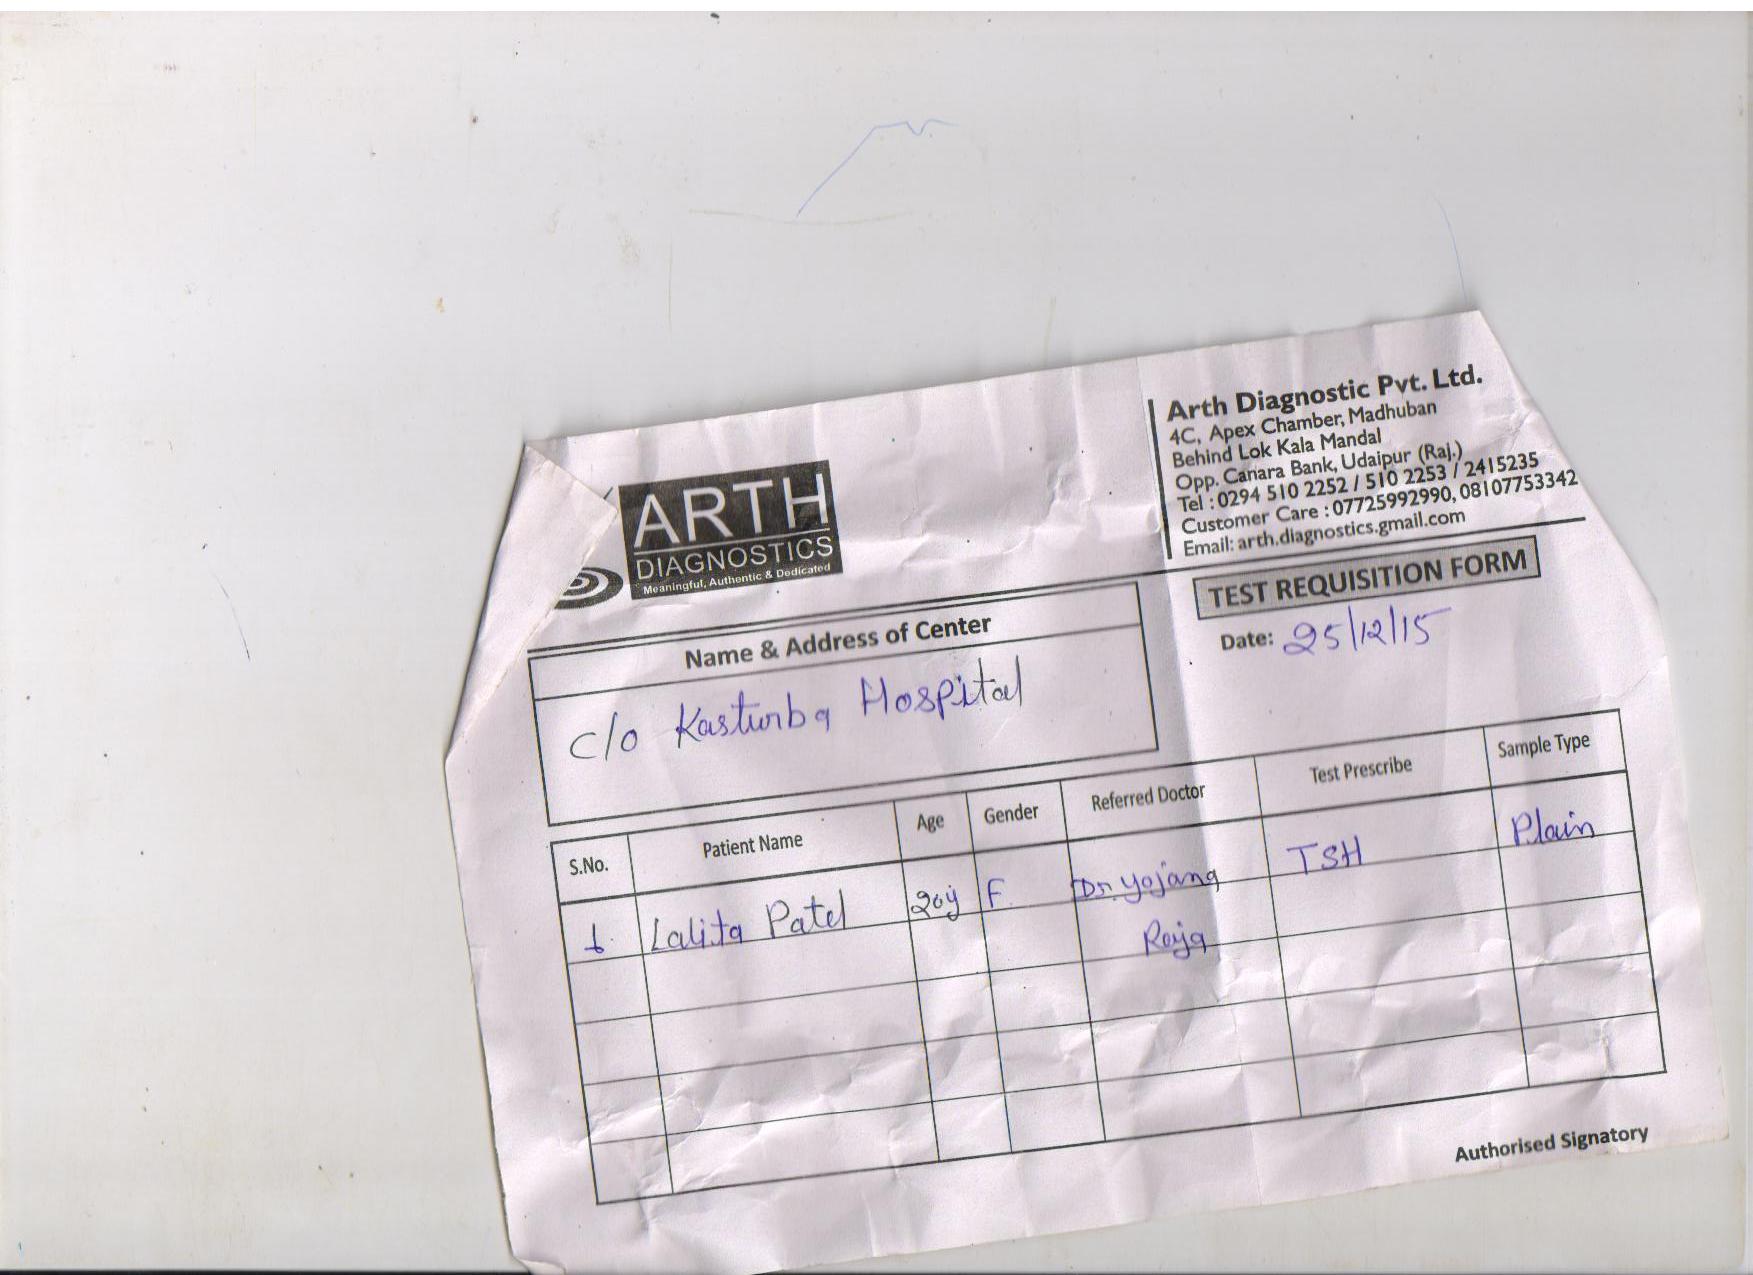 ARTH
DIAGNOSTICS
Meaningful, Authentic & Dedicated
Arth Diagnostic Pvt. Ltd.
4C, Apex Chamber, Madhuban
Behind Lok Kala Mandal
Opp. Canara Bank, Udaipur (Raj.)
Tel : 0294 510 2252 / 510 2253 / 2415235
Customer Care : 07725992990, 08107753342
Email: arth.diagnostics.gmail.com
TEST REQUISITION FORM
Date: 25/12/15
Name & Address of Center
c/o Kasturba Hospital
S.No. Patient Name Age Gender Referred Doctor Test Prescribe Sample Type
1. Lalita Patel 20y F. Dr. Yojana TSH Plain
Authorised Signatory